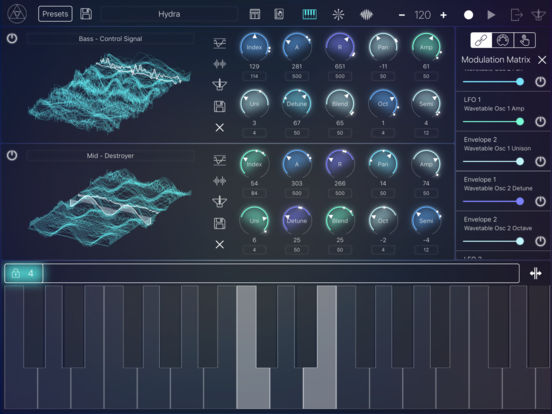 Presets
Hydra
120
Bass - Control Signal
Index A R Pan Amp
129 281 651 -11 61
114 500 500 50 50
Uni Detune Blend Oct Semi
3 67 65 1 4
4 50 50 4 12
Mid - Destroyer
Index A R Pan Amp
54 303 266 14 74
84 500 500 50 50
Uni Detune Blend Oct Semi
6 25 25 -2 -4
4 50 50 4 12
Modulation Matrix
LFO 1
Wavetable Osc 1 Amp
Envelope 2
Wavetable Osc 1 Unison
Envelope 1
Wavetable Osc 2 Detune
Envelope 2
Wavetable Osc 2 Octave
4